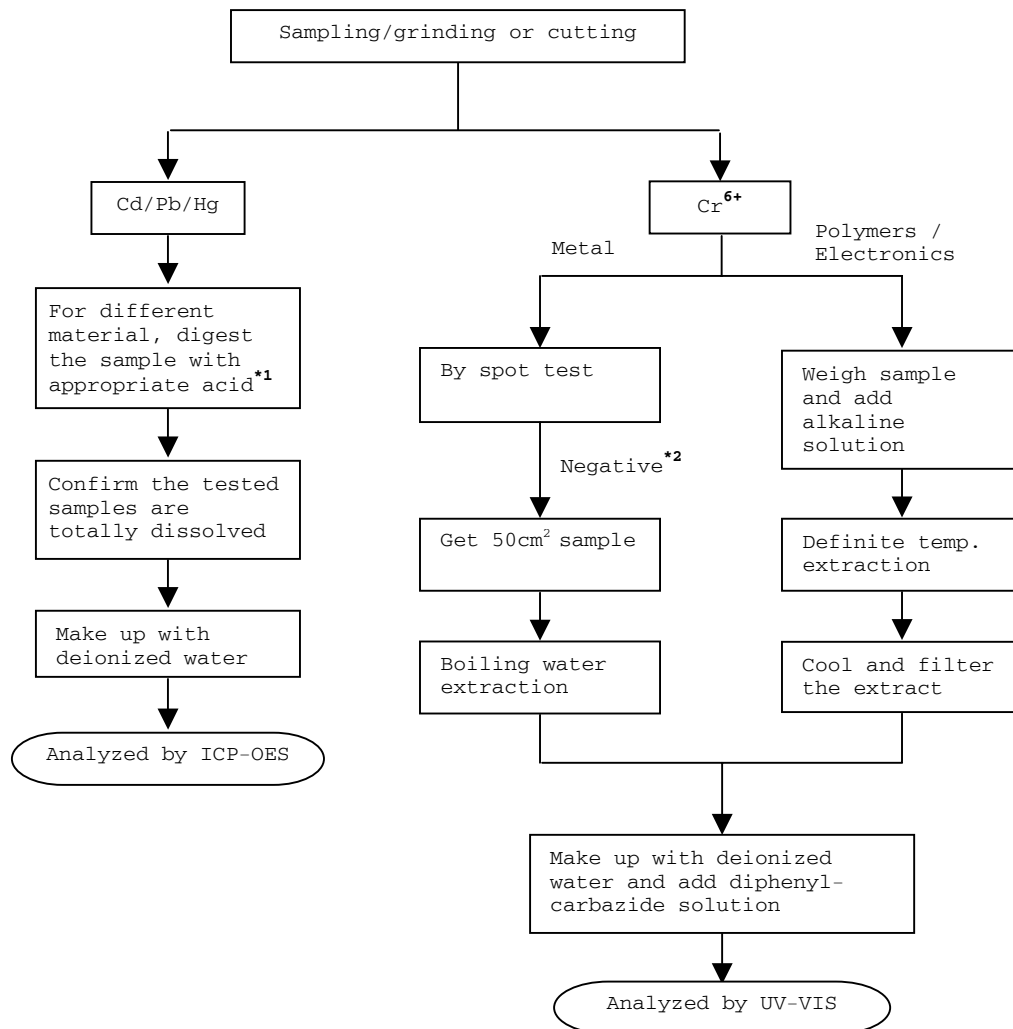 Sampling/grinding or cutting
Cd/Pb/Hg
For different
material, digest
the sample with
appropriate acid*1
Confirm the tested
samples are
totally dissolved
Make up with
deionized water
Analyzed by ICP-OES
Cr6+
Metal
Polymers /
Electronics
By spot test
Negative*2
Get 50cm² sample
Boiling water
extraction
Weigh sample
and add
alkaline
solution
Definite temp.
extraction
Cool and filter
the extract
Make up with deionized
water and add diphenyl-
carbazide solution
Analyzed by UV-VIS